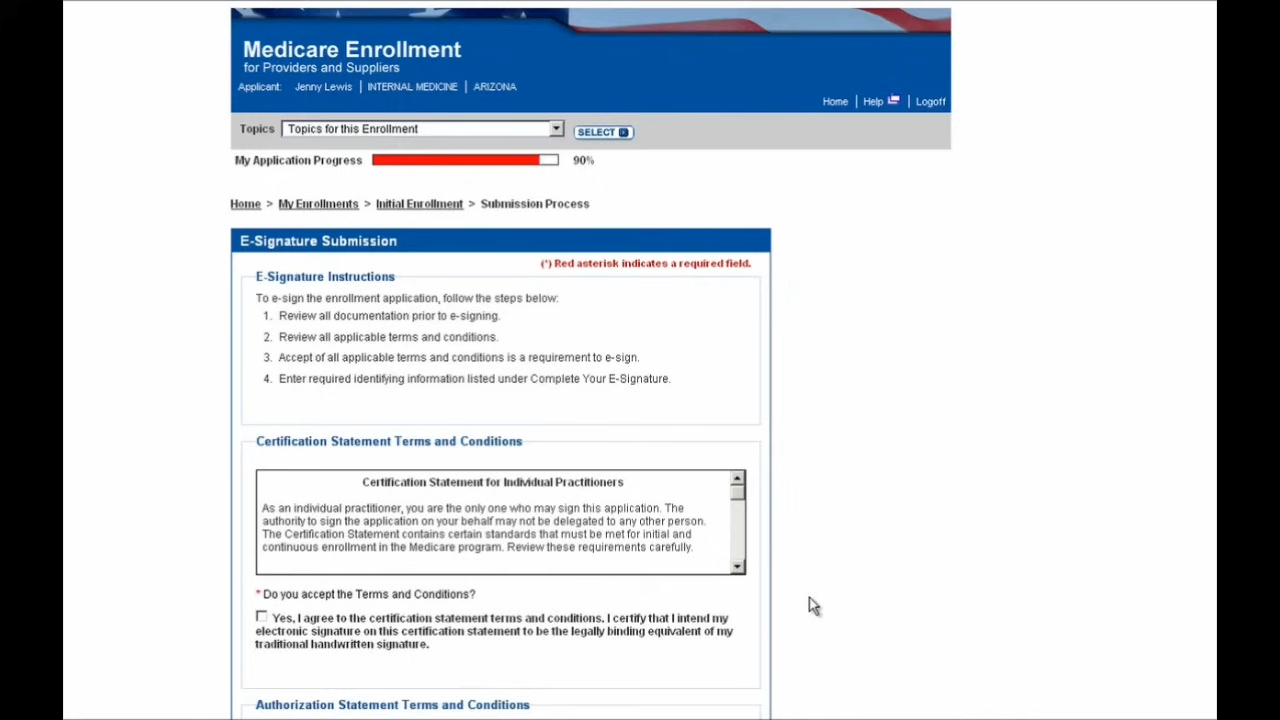 Medicare Enrollment
for Providers and Suppliers
Applicant: Jenny Lewis | INTERNAL MEDICINE | ARIZONA
Home | Help | Logoff
Topics Topics for this Enrollment SELECT
My Application Progress 90%
Home > My Enrollments > Initial Enrollment > Submission Process
E-Signature Submission
(*) Red asterisk indicates a required field.
E-Signature Instructions
To e-sign the enrollment application, follow the steps below:
1. Review all documentation prior to e-signing.
2. Review all applicable terms and conditions.
3. Accept of all applicable terms and conditions is a requirement to e-sign.
4. Enter required identifying information listed under Complete Your E-Signature.
Certification Statement Terms and Conditions
Certification Statement for Individual Practitioners
As an individual practitioner, you are the only one who may sign this application. The
authority to sign the application on your behalf may not be delegated to any other person.
The Certification Statement contains certain standards that must be met for initial and
continuous enrollment in the Medicare program. Review these requirements carefully.
* Do you accept the Terms and Conditions?
Yes, I agree to the certification statement terms and conditions. I certify that I intend my
electronic signature on this certification statement to be the legally binding equivalent of my
traditional handwritten signature.
Authorization Statement Terms and Conditions